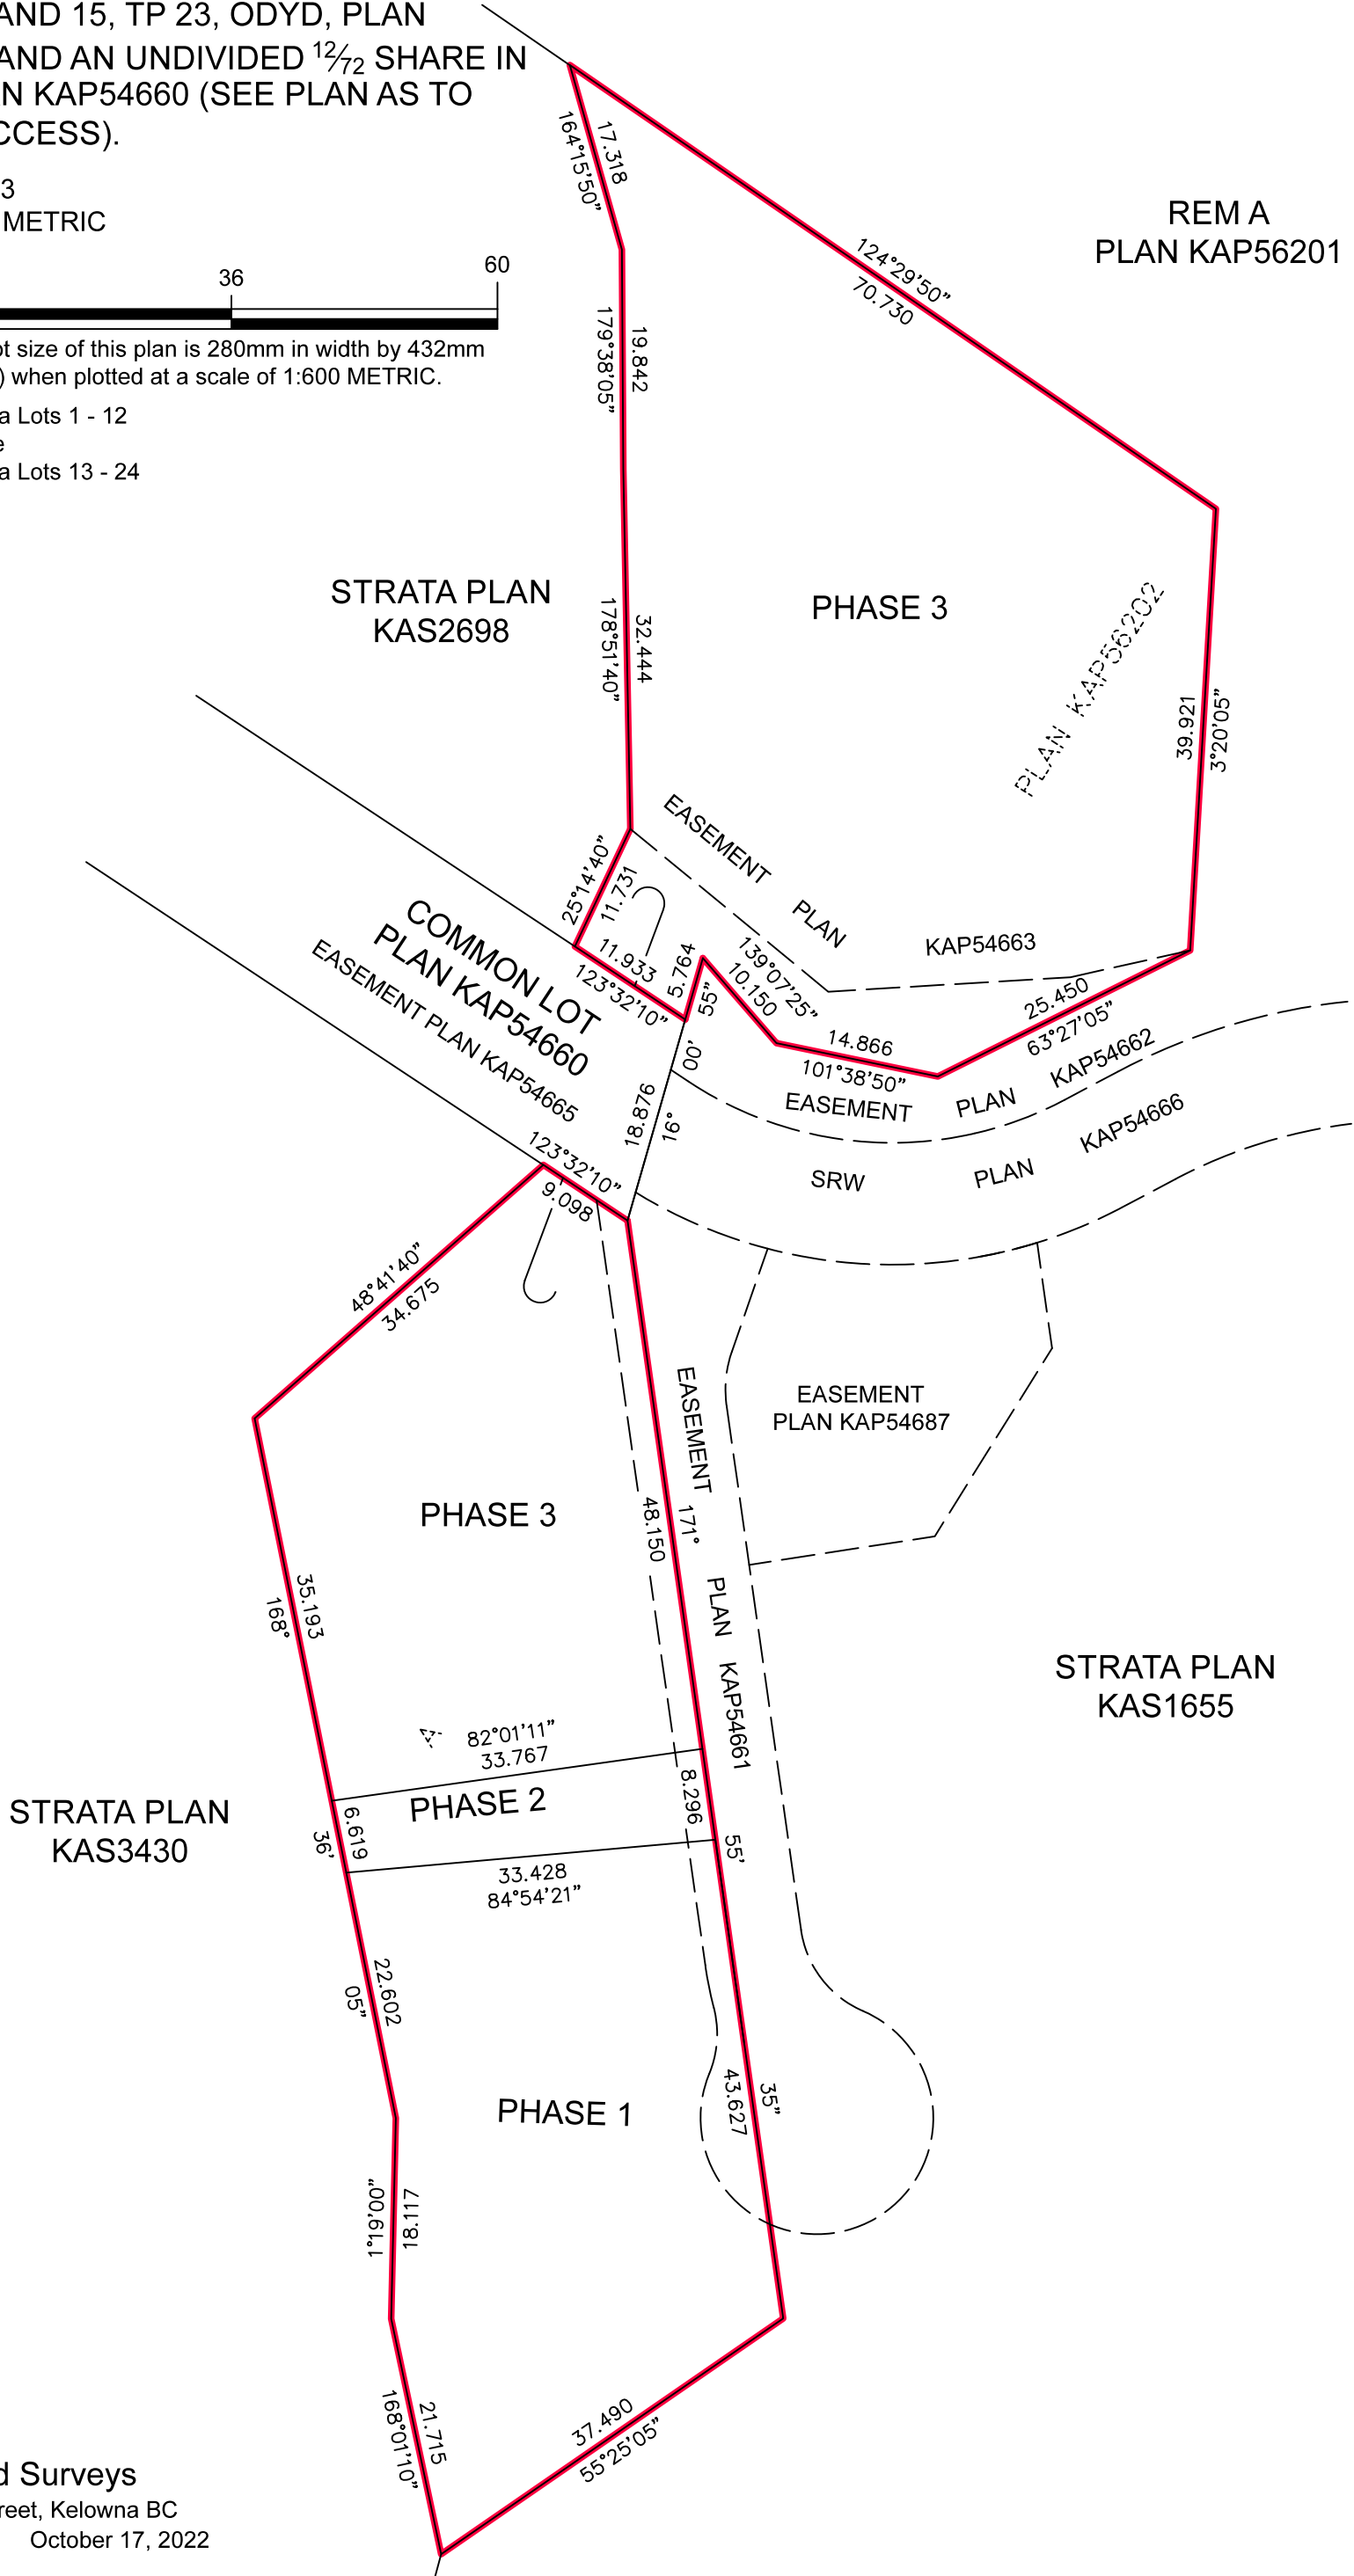 AND 15, TP 23, ODYD, PLAN
AND AN UNDIVIDED 12/72 SHARE IN
N KAP54660 (SEE PLAN AS TO
CCESS).
3
METRIC
36
60
ot size of this plan is 280mm in width by 432mm
) when plotted at a scale of 1:600 METRIC.
a Lots 1 - 12
e
a Lots 13 - 24
17.318
164°15'50"
124°29'50"
70.730
REM A
PLAN KAP56201
19.842
179°38'05"
STRATA PLAN
KAS2698
32.444
178°51'40"
PHASE 3
PLAN KAP56202
39.921
3°20'05"
EASEMENT
PLAN
KAP54663
25°14'40"
11.731
11.933
123°32'10"
5.764
55"
00'
16°
18.876
139°07'25"
10.150
14.866
101°38'50"
25.450
63°27'05"
COMMON LOT
PLAN KAP54660
EASEMENT PLAN KAP54665
EASEMENT PLAN KAP54662
SRW PLAN KAP54666
123°32'10"
9.098
48°41'40"
34.675
EASEMENT
PLAN KAP54687
EASEMENT
171°
PLAN
KAP54661
48.150
PHASE 3
35.193
168°
STRATA PLAN
KAS1655
A
82°01'11"
33.767
PHASE 2
8.296
55'
6.619
36'
33.428
84°54'21"
STRATA PLAN
KAS3430
22.602
05"
PHASE 1
43.627
35"
18.117
1°19'00"
21.715
168°01'10"
37.490
55°25'05"
d Surveys
reet, Kelowna BC
October 17, 2022